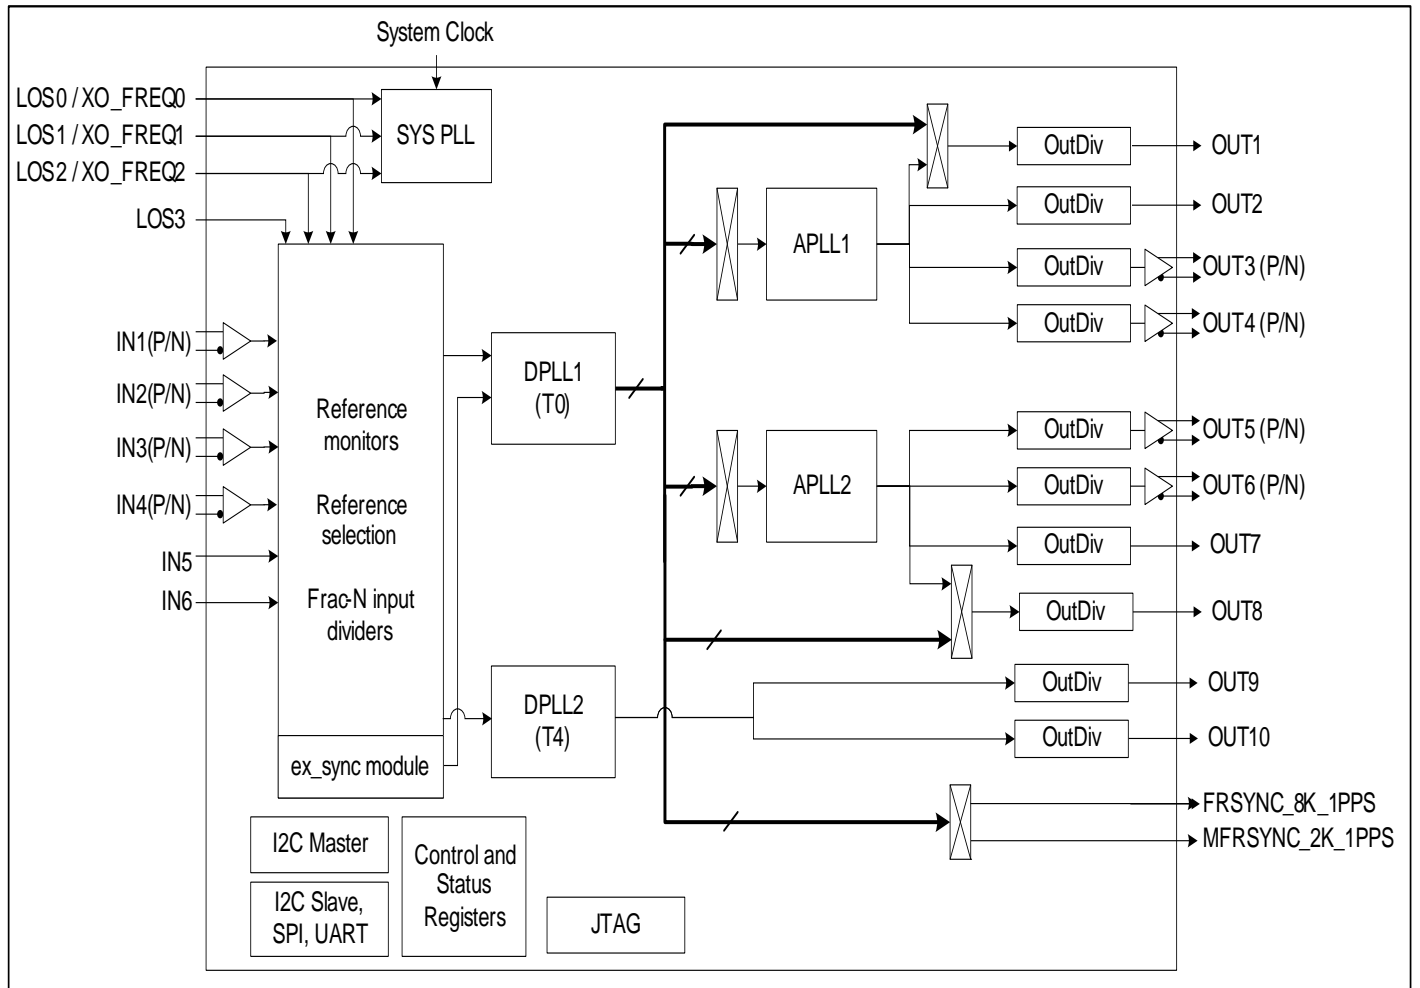 System Clock
LOS0 / XO_FREQ0
LOS1 / XO_FREQ1
LOS2 / XO_FREQ2
LOS3
SYS PLL
IN1(P/N)
IN2(P/N)
IN3(P/N)
IN4(P/N)
IN5
IN6
Reference
monitors
Reference
selection
Frac-N input
dividers
ex_sync module
DPLL1
(T0)
DPLL2
(T4)
APLL1
APLL2
OutDiv
OUT1
OutDiv
OUT2
OutDiv
OUT3 (P/N)
OutDiv
OUT4 (P/N)
OutDiv
OUT5 (P/N)
OutDiv
OUT6 (P/N)
OutDiv
OUT7
OutDiv
OUT8
OutDiv
OUT9
OutDiv
OUT10
FRSYNC_8K_1PPS
MFRSYNC_2K_1PPS
I2C Master
I2C Slave,
SPI, UART
Control and
Status
Registers
JTAG